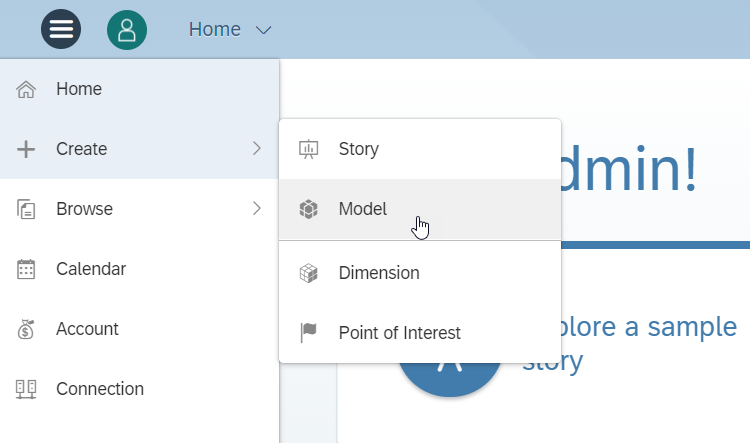 Home
Home
Create
Browse
Calendar
Account
Connection
Story
Model
Dimension
Point of Interest
dmin!
plore a sample
story